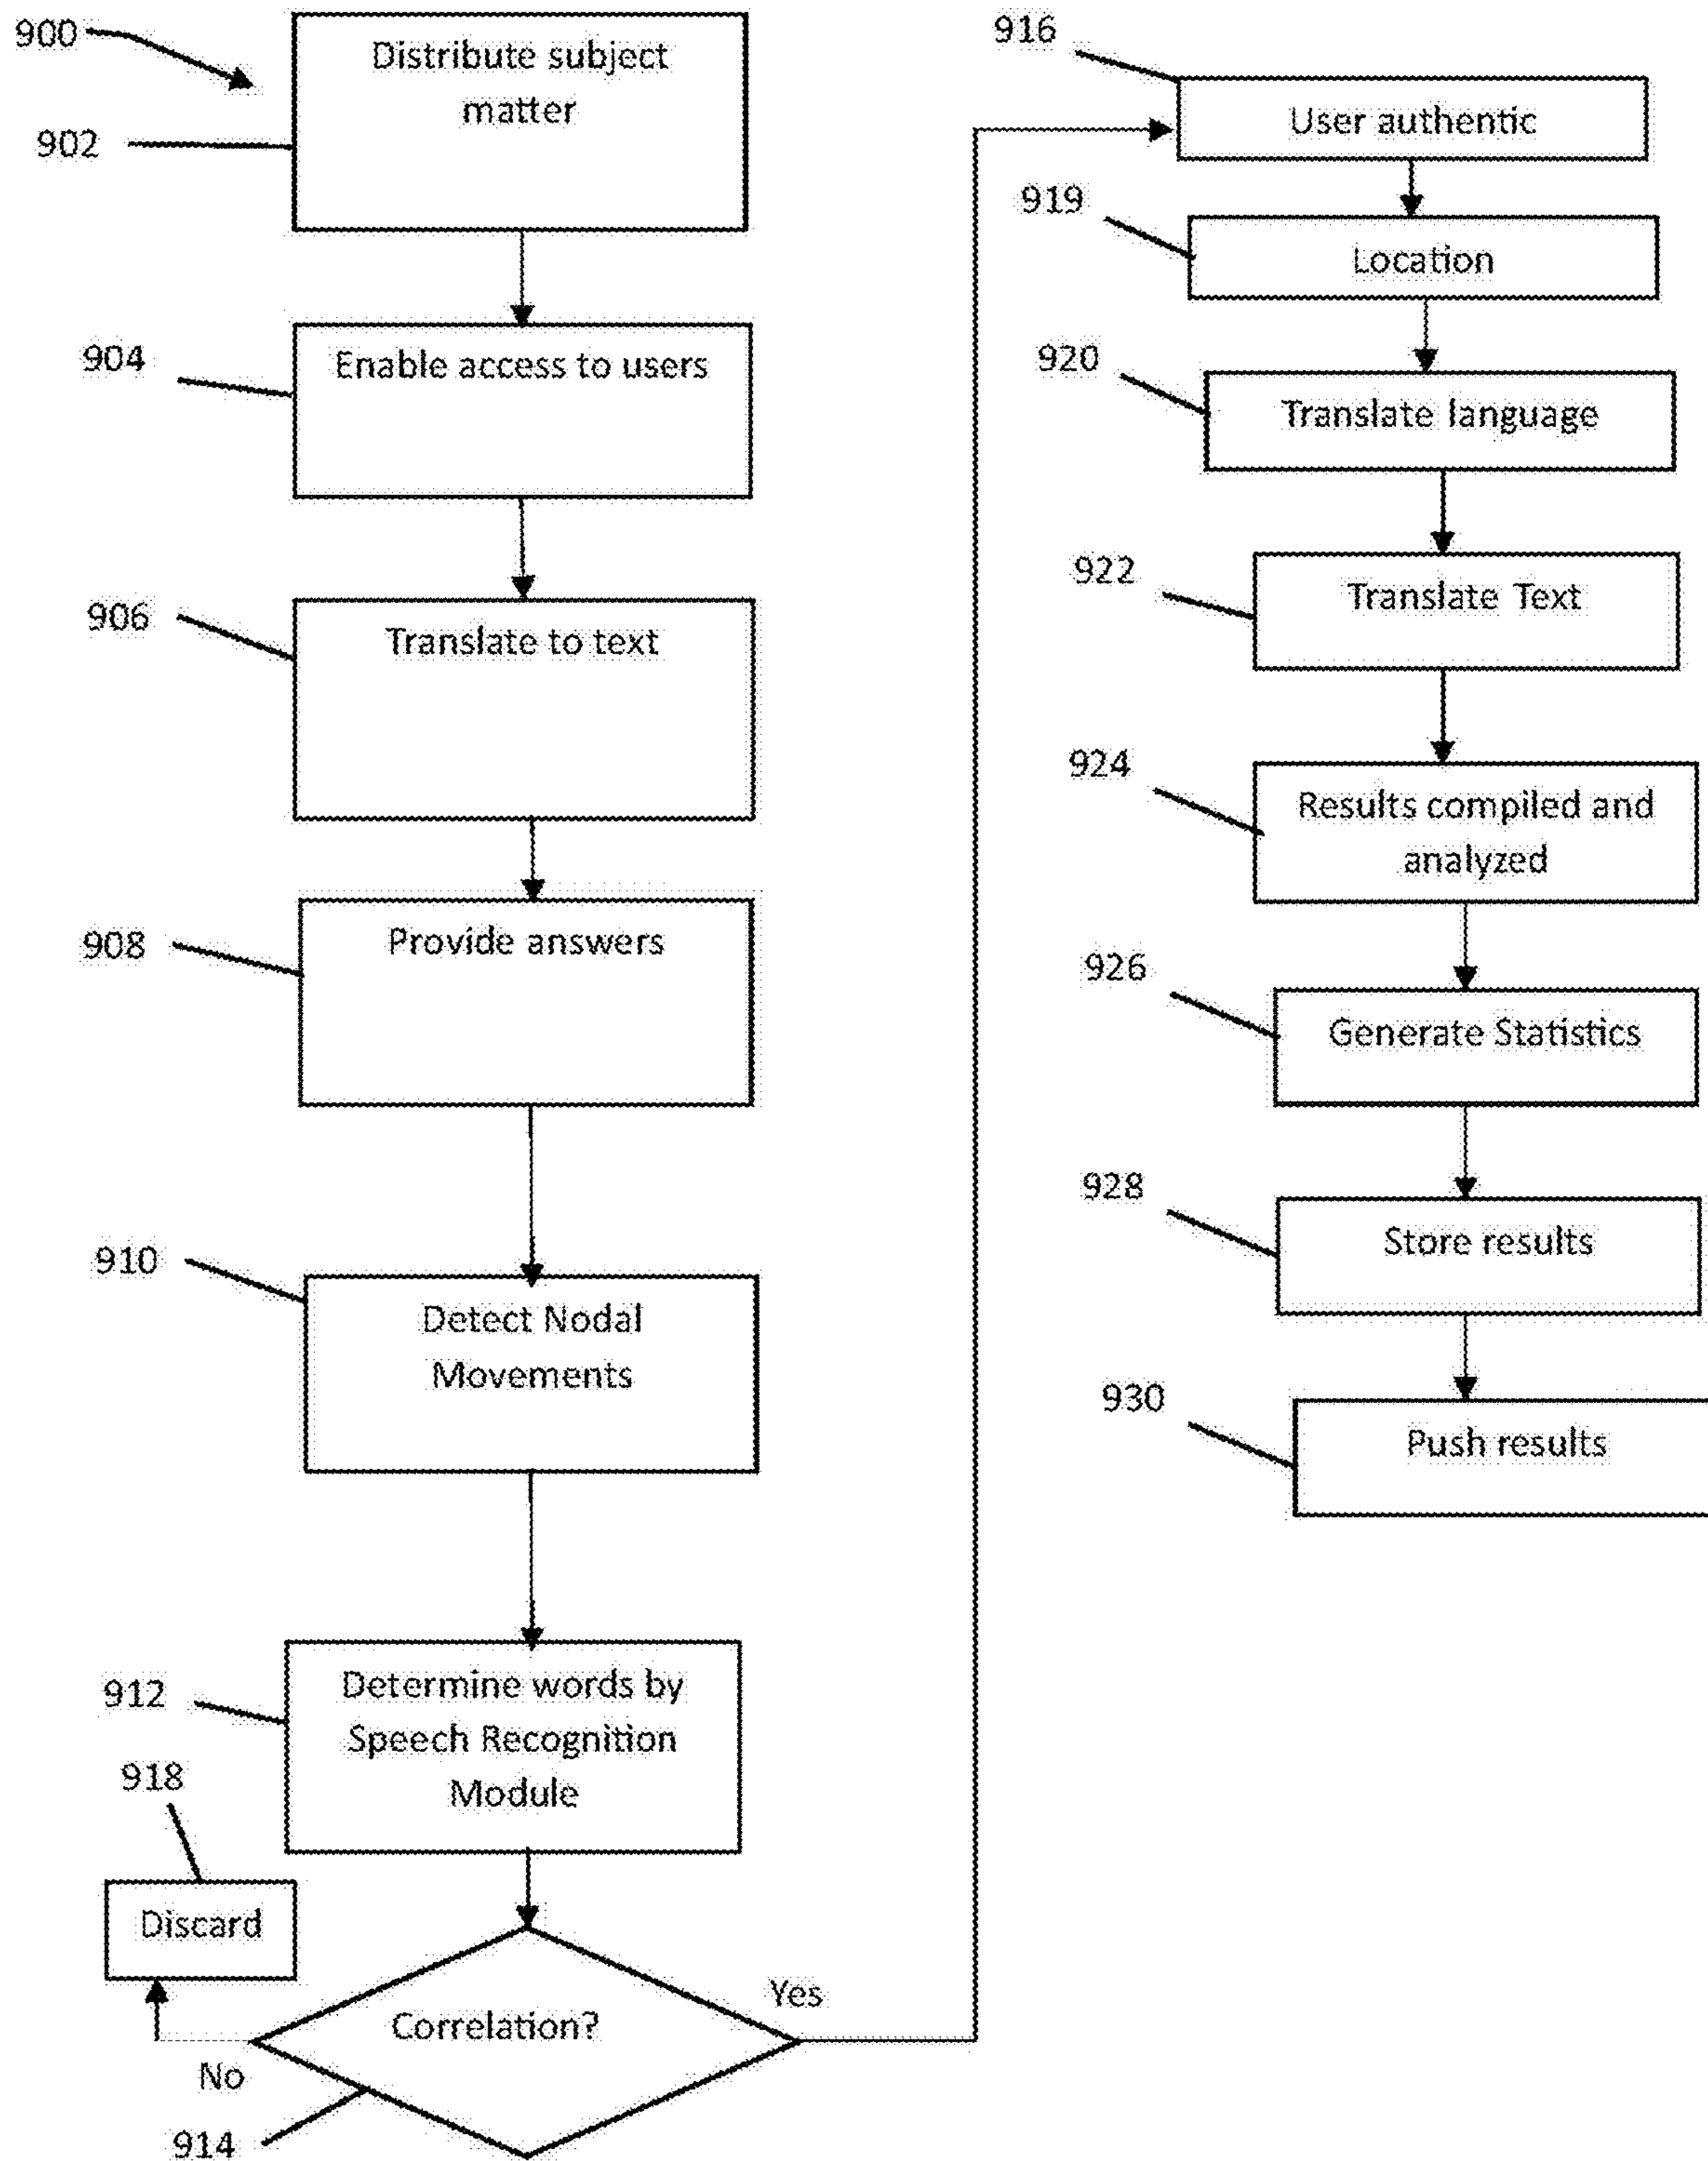 900
Distribute subject
matter
902
904
Enable access to users
906
Translate to text
908
Provide answers
910
Detect Nodal
Movements
912
Determine words by
Speech Recognition
Module
918
Discard
Correlation?
Yes
No
914
916
User authentic
919
Location
920
Translate language
922
Translate Text
924
Results compiled and
analyzed
926
Generate Statistics
928
Store results
930
Push results